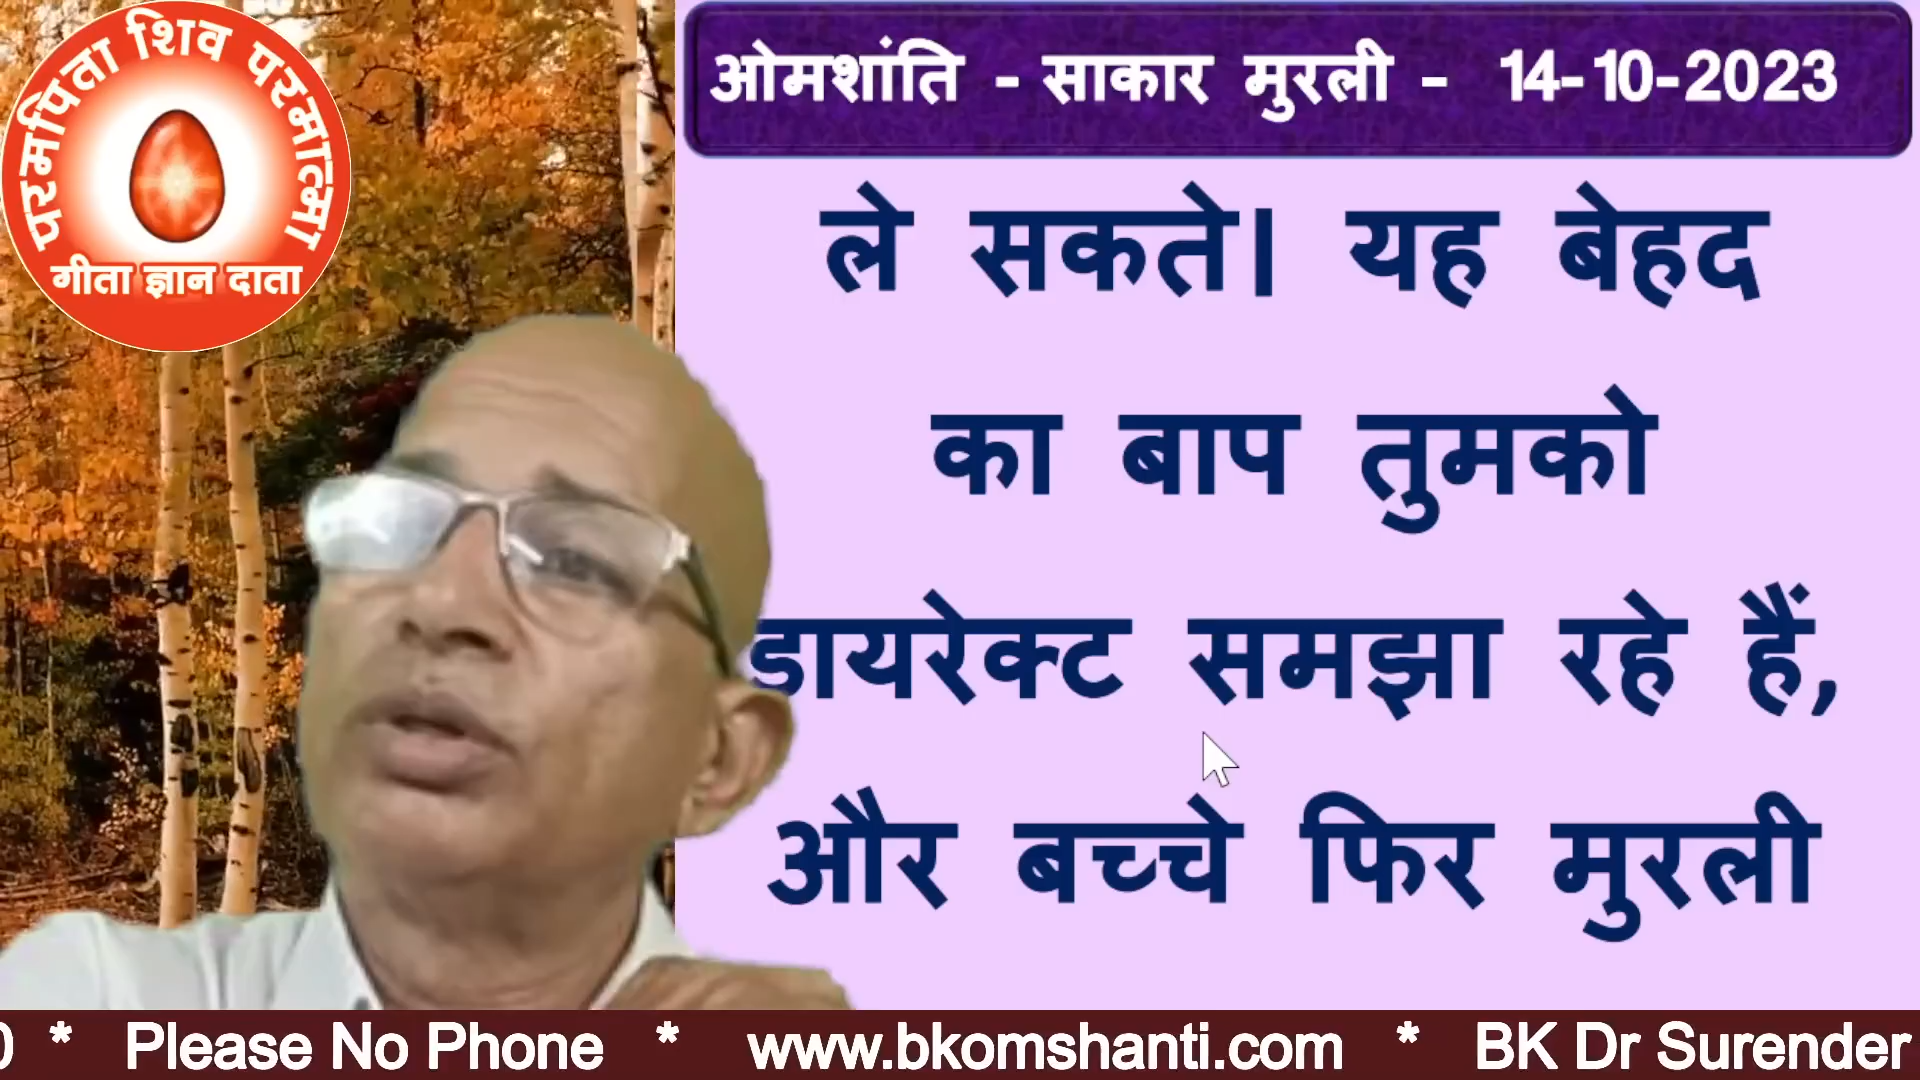 परमपिता शिव परमात्मा
गीता ज्ञान दाता
ओमशांति - साकार मुरली - 14-10-2023
ले सकते। यह बेहद
का बाप तुमको
डायरेक्ट समझा रहे हैं,
और बच्चे फिर मुरली
0 * Please No Phone * www.bkomshanti.com * BK Dr Surender